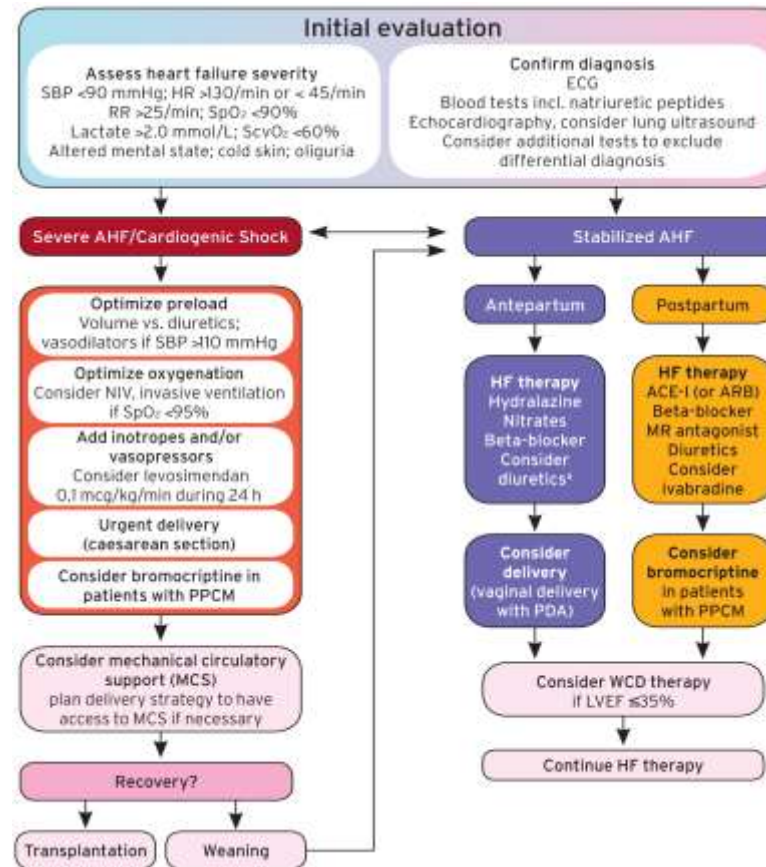 Initial evaluation
Assess heart failure severity
SBP <90 mmHg; HR >130/min or < 45/min
RR >25/min; SpO₂ <90%
Lactate >2.0 mmol/L; ScvO₂ <60%
Altered mental state; cold skin; oliguria
Confirm diagnosis
ECG
Blood tests incl. natriuretic peptides
Echocardiography, consider lung ultrasound
Consider additional tests to exclude
differential diagnosis
Severe AHF/Cardiogenic Shock
Optimize preload
Volume vs. diuretics;
vasodilators if SBP >110 mmHg
Optimize oxygenation
Consider NIV, invasive ventilation
if SpO₂ <95%
Add inotropes and/or
vasopressors
Consider levosimendan
0,1 mcg/kg/min during 24 h
Urgent delivery
(caesarean section)
Consider bromocriptine in
patients with PPCM
Consider mechanical circulatory
support (MCS)
plan delivery strategy to have
access to MCS if necessary
Recovery?
Transplantation
Weaning
Stabilized AHF
Antepartum
HF therapy
Hydralazine
Nitrates
Beta-blocker
Consider
diureticsª
Consider
delivery
(vaginal delivery
with PDA)
Postpartum
HF therapy
ACE-I (or ARB)
Beta-blocker
MR antagonist
Diuretics
Consider
ivabradine
Consider
bromocriptine
in patients
with PPCM
Consider WCD therapy
if LVEF ≤35%
Continue HF therapy